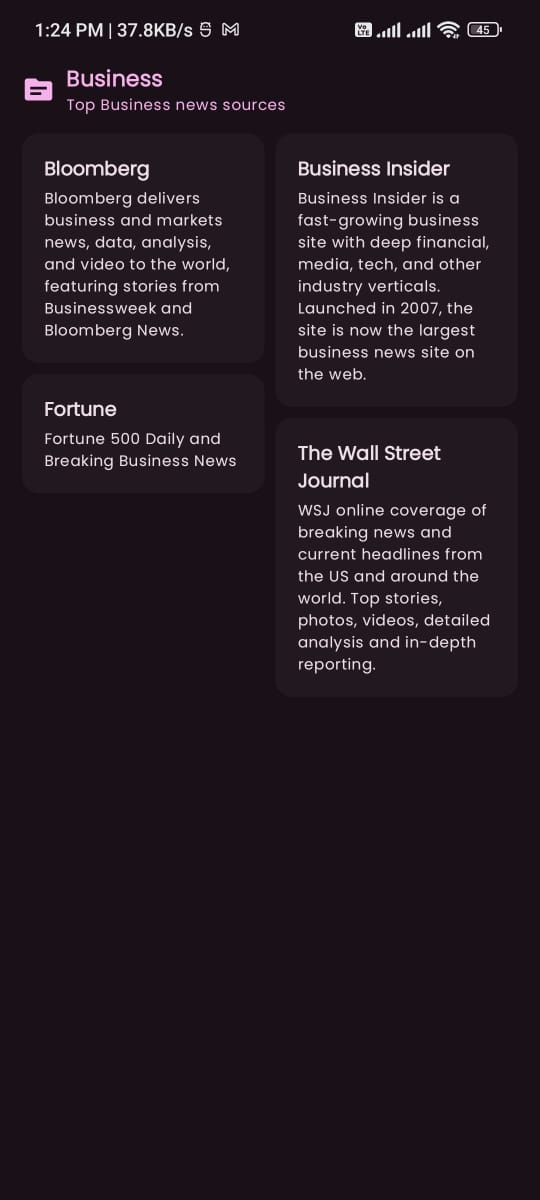 1:24 PM | 37.8KB/s
Vo LTE
45
Business
Top Business news sources
Bloomberg
Bloomberg delivers
business and markets
news, data, analysis,
and video to the world,
featuring stories from
Businessweek and
Bloomberg News.
Business Insider
Business Insider is a
fast-growing business
site with deep financial,
media, tech, and other
industry verticals.
Launched in 2007, the
site is now the largest
business news site on
the web.
Fortune
Fortune 500 Daily and
Breaking Business News
The Wall Street
Journal
WSJ online coverage of
breaking news and
current headlines from
the US and around the
world. Top stories,
photos, videos, detailed
analysis and in-depth
reporting.